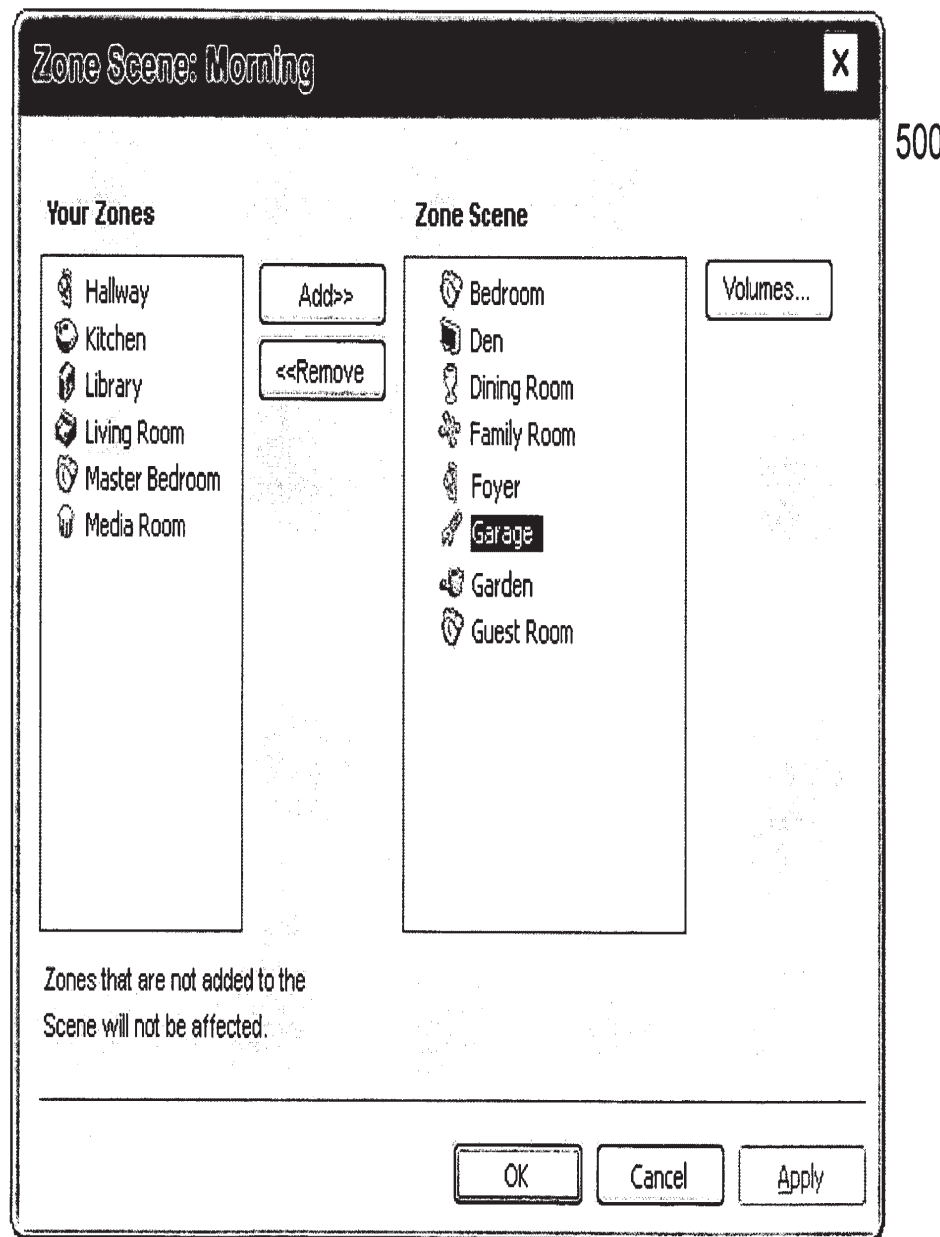 Zone Scene: Morning
X
500
Your Zones
Hallway
Kitchen
Library
Living Room
Master Bedroom
Media Room
Add>>
<<Remove
Zone Scene
Bedroom
Den
Dining Room
Family Room
Foyer
Garage
Garden
Guest Room
Volumes...
Zones that are not added to the
Scene will not be affected.
OK
Cancel
Apply